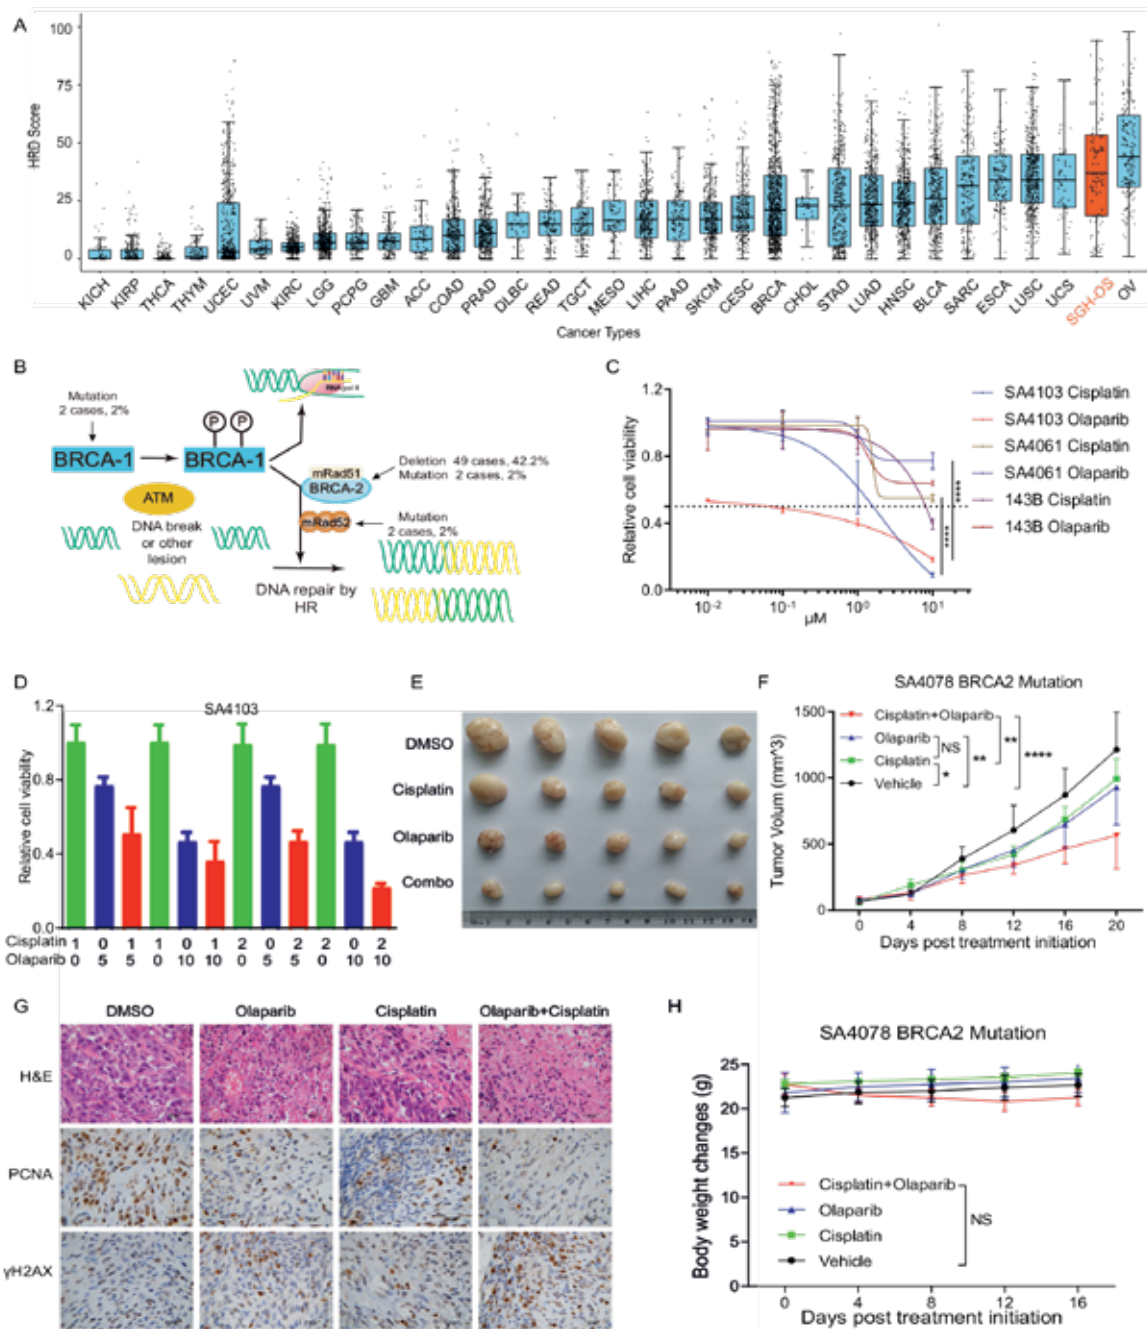 A
HRD Score
100
75
50
25
0
KICH
KIRP
THCA
THYM
UCEC
UVM
KIRC
LGG
PCPG
GBM
ACC
COAD
PRAD
DLBC
READ
TGCT
MESO
LIHC
PAAD
SKCM
CESC
BRCA
CHOL
STAD
LUAD
HNSC
BLCA
SARC
ESCA
LUSC
UCS
SGH-OS
OV
Cancer Types
B
Mutation
2 cases, 2%
BRCA-1
P P
BRCA-1
ATM
DNA break
or other
lesion
mRad51
BRCA-2
Deletion 49 cases, 42.2%
Mutation 2 cases, 2%
mRad52
Mutation
2 cases, 2%
DNA repair by
HR
C
Relative cell viability
1.2
0.8
0.4
0.0
10-2
10-1
100
101
µM
SA4103 Cisplatin
SA4103 Olaparib
SA4061 Cisplatin
SA4061 Olaparib
143B Cisplatin
143B Olaparib
****
****
D
SA4103
Relative cell viability
1.2
0.8
0.4
0.0
Cisplatin 1 0 1 1 0 1 2 0 2 2 0 2
Olaparib 0 5 5 0 10 10 0 5 5 0 10 10
E
DMSO
Cisplatin
Olaparib
Combo
F
SA4078 BRCA2 Mutation
Tumor Volum (mm^3)
1500
1000
500
0
Cisplatin+Olaparib
Olaparib
Cisplatin
Vehicle
NS
*
**
**
****
0 4 8 12 16 20
Days post treatment initiation
G
DMSO Olaparib Cisplatin Olaparib+Cisplatin
H&E
PCNA
γH2AX
H
SA4078 BRCA2 Mutation
Body weight changes (g)
25
20
15
10
5
0
Cisplatin+Olaparib
Olaparib
Cisplatin
Vehicle
NS
0 4 8 12 16
Days post treatment initiation